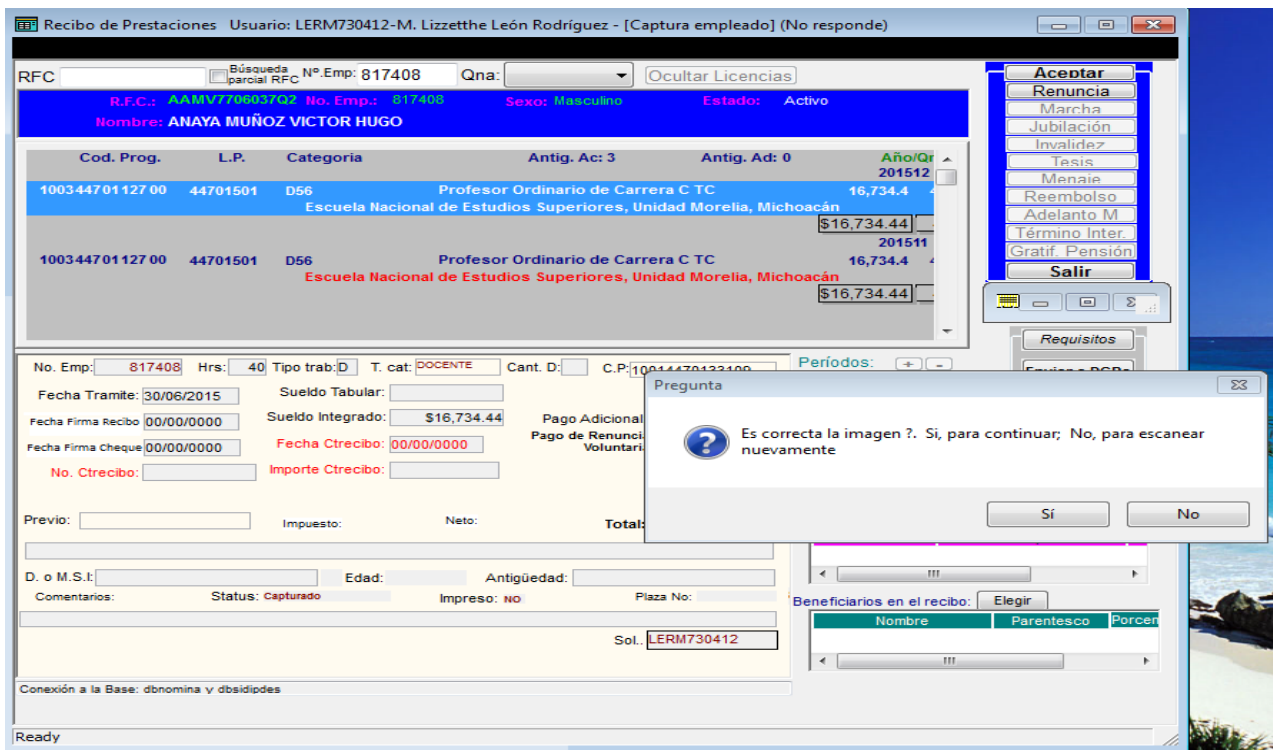 Recibo de Prestaciones Usuario: LERM730412-M. Lizzetthe León Rodríguez - [Captura empleado] (No responde)
RFC Búsqueda parcial RFC Nº.Emp: 817408 Qna: Ocultar Licencias
R.F.C.: AAMV7706037Q2 No. Emp.: 817408 Sexo: Masculino Estado: Activo
Nombre: ANAYA MUÑOZ VICTOR HUGO
Aceptar
Renuncia
Marcha
Jubilación
Invalidez
Tesis
Menaje
Reembolso
Adelanto M
Término Inter.
Gratif. Pensión
Salir
Cod. Prog. L.P. Categoria Antig. Ac: 3 Antig. Ad: 0 Año/Qn
201512
10034470112700 44701501 D56 Profesor Ordinario de Carrera C TC 16,734.4
Escuela Nacional de Estudios Superiores, Unidad Morelia, Michoacán
$16,734.44
201511
10034470112700 44701501 D56 Profesor Ordinario de Carrera C TC 16,734.4
Escuela Nacional de Estudios Superiores, Unidad Morelia, Michoacán
$16,734.44
Requisitos
No. Emp: 817408 Hrs: 40 Tipo trab: D T. cat: DOCENTE Cant. D: C.P: Períodos: + -
Fecha Tramite: 30/06/2015 Sueldo Tabular:
Fecha Firma Recibo 00/00/0000 Sueldo Integrado: $16,734.44 Pago Adicional
Fecha Firma Cheque 00/00/0000 Fecha Ctrecibo: 00/00/0000 Pago de Renunci
Voluntari
No. Ctrecibo: Importe Ctrecibo:
Pregunta
Es correcta la imagen ?. Si, para continuar; No, para escanear
nuevamente
Sí No
Previo: Impuesto: Neto: Total:
D. o M.S.I: Edad: Antigüedad:
Comentarios: Status: Capturado Impreso: NO Plaza No:
Beneficiarios en el recibo: Elegir
Nombre Parentesco Porcen
Sol.. LERM730412
Conexión a la Base: dbnomina y dbsidipdes
Ready